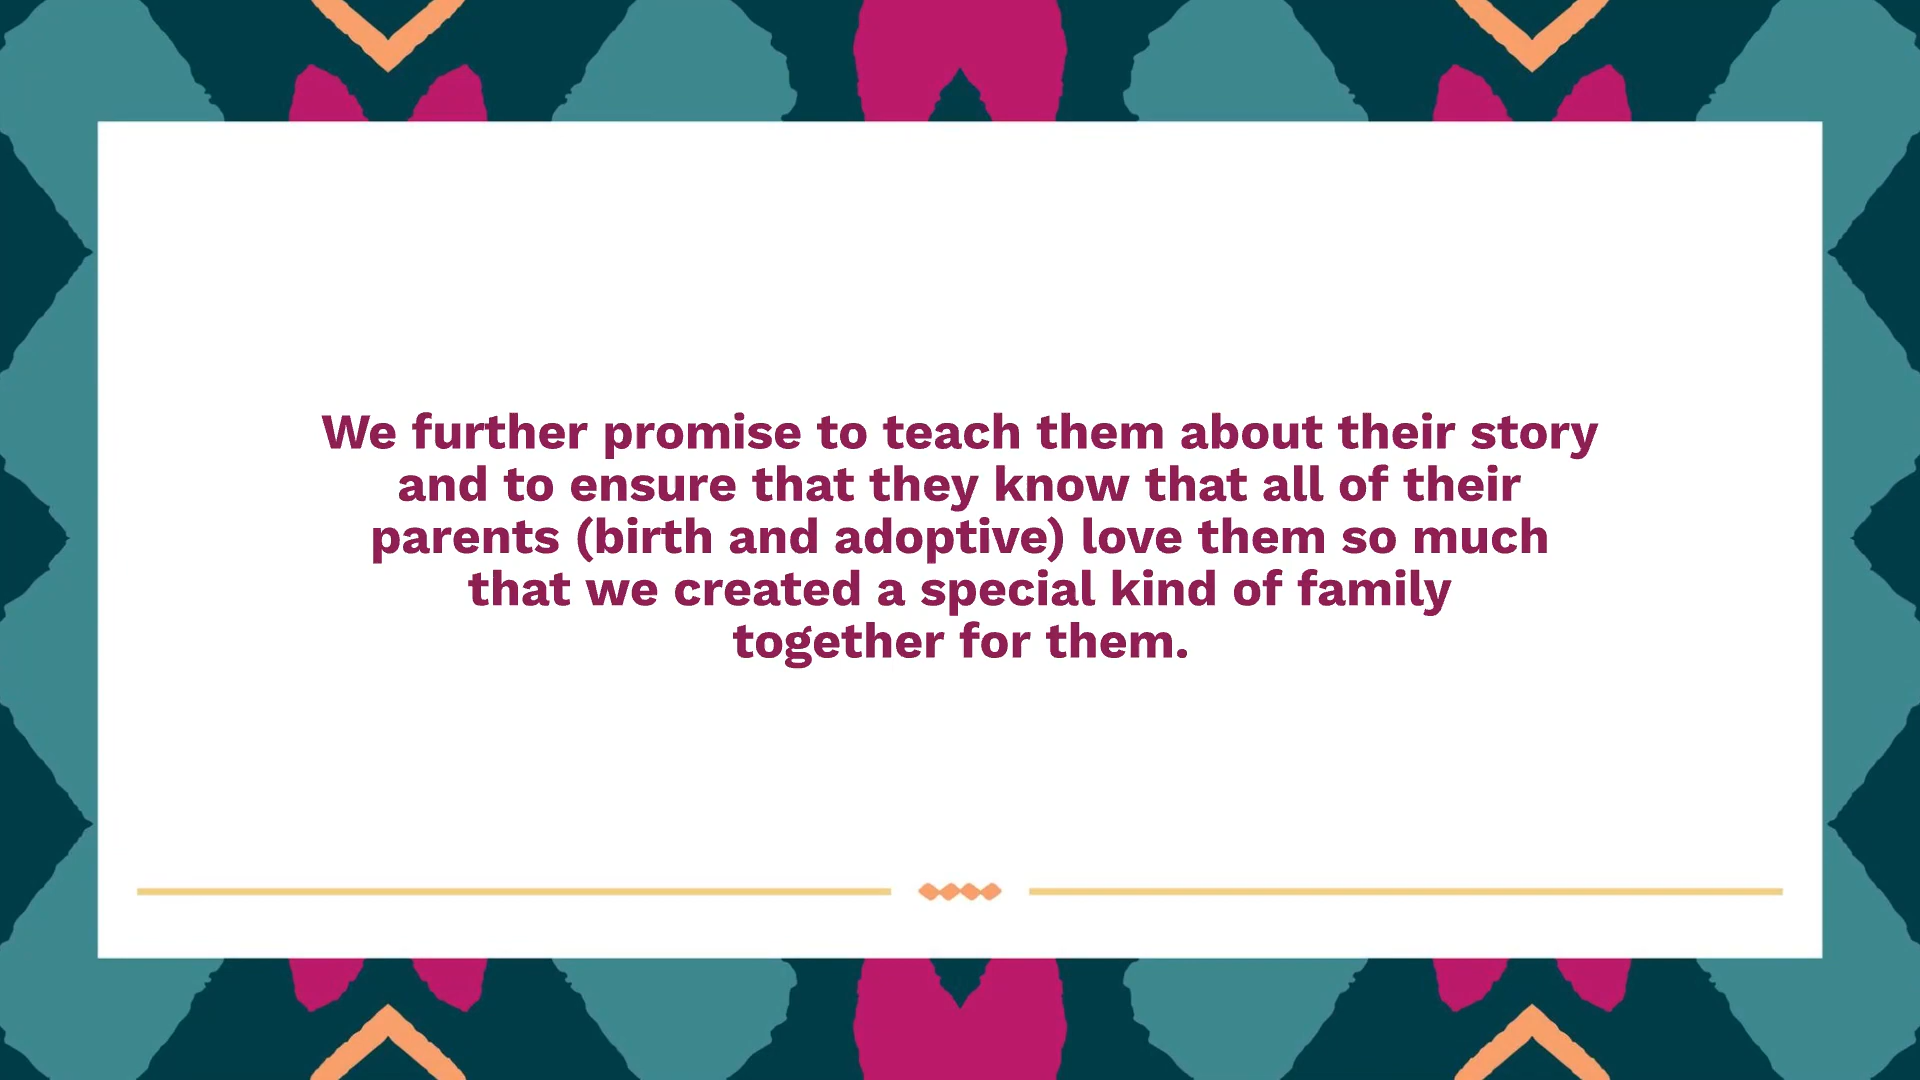 We further promise to teach them about their story
and to ensure that they know that all of their
parents (birth and adoptive) love them so much
that we created a special kind of family
together for them.